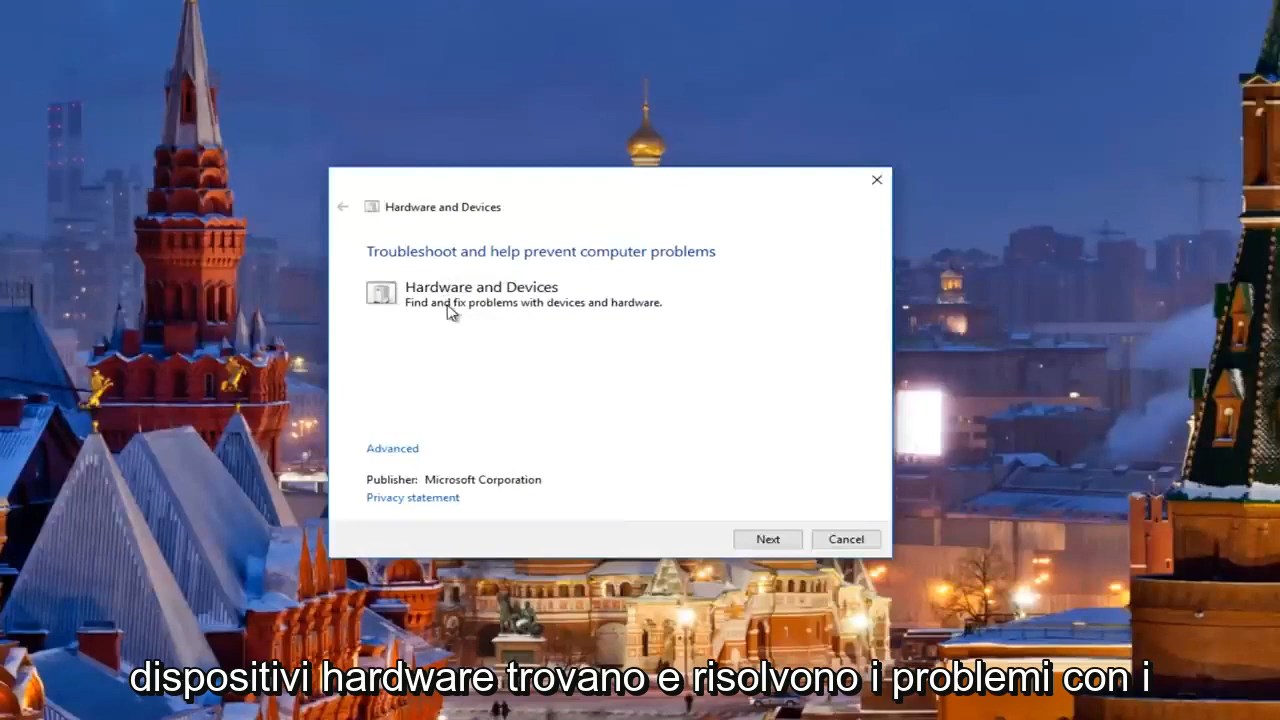 Hardware and Devices
Troubleshoot and help prevent computer problems
Hardware and Devices
Find and fix problems with devices and hardware.
Advanced
Publisher: Microsoft Corporation
Privacy statement
Next Cancel
dispositivi hardware trovano e risolvono i problemi con i